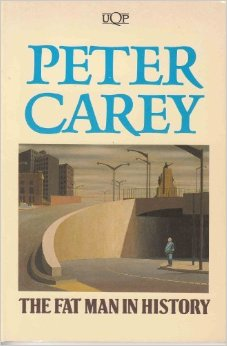 UQP
PETER
CAREY
THE FAT MAN IN HISTORY